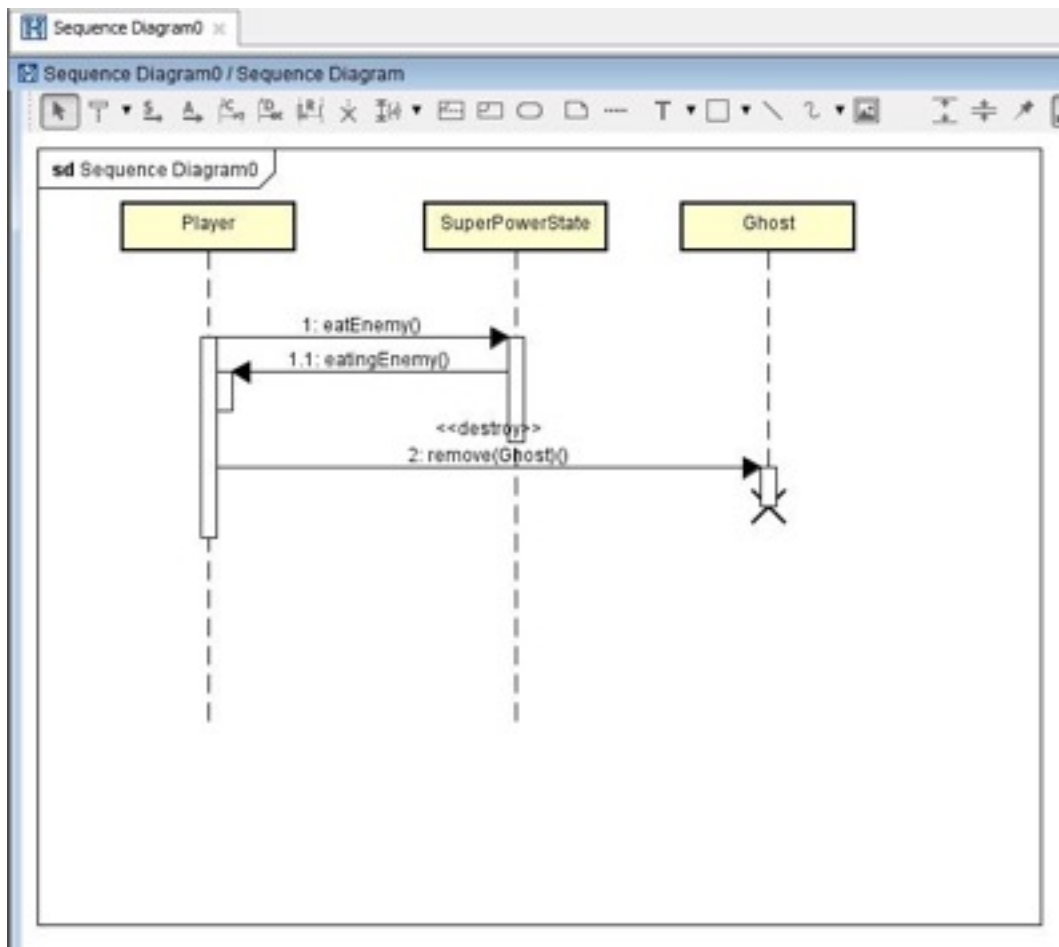 Sequence Diagram0
Sequence Diagram0 / Sequence Diagram
sd Sequence Diagram0
Player
SuperPowerState
Ghost
1: eatEnemy()
1.1: eatingEnemy()
<<destroy>>
2: remove(Ghost)()